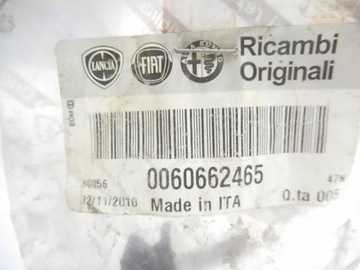 LANCIA FIAT
Ricambi
Originali
0060662465
12/11/2010 Made in ITA Q.ta 005